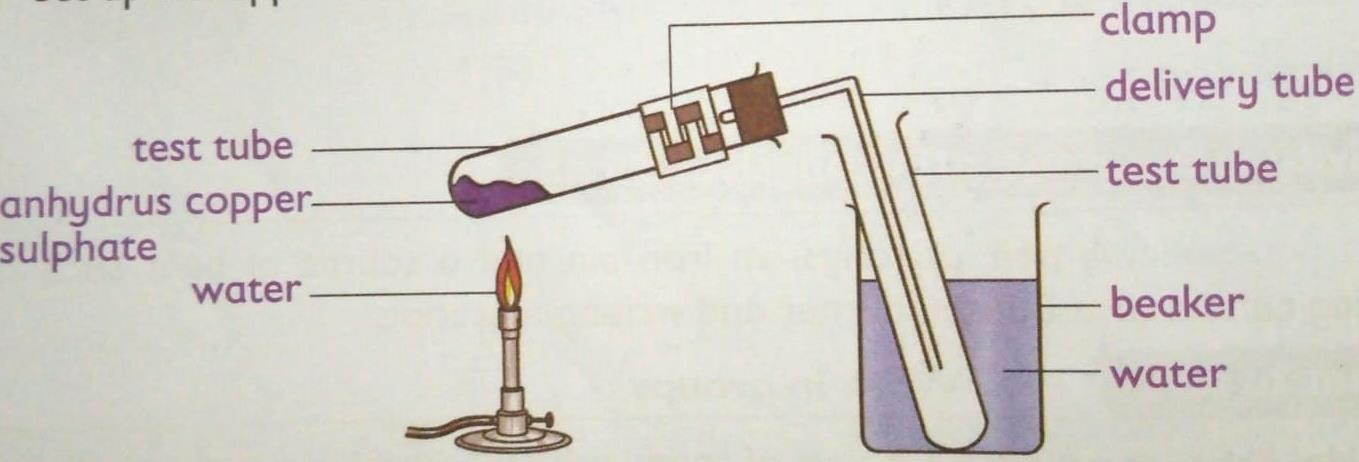 clamp
delivery tube
test tube
test tube
anhydrus copper
sulphate
water
beaker
water